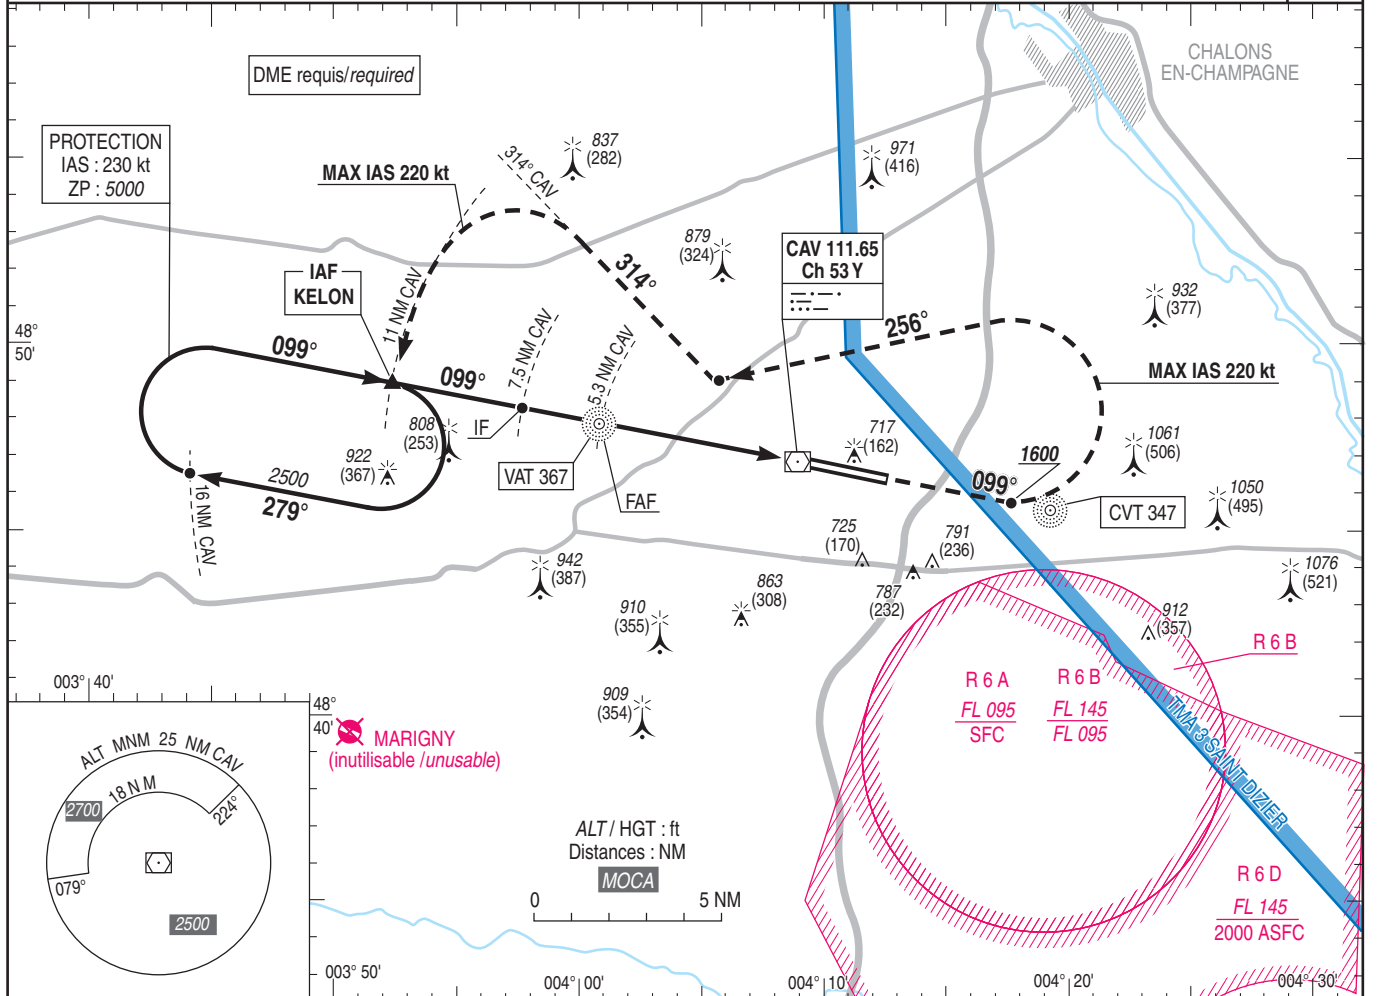 DME requis/required
CHALONS
EN-CHAMPAGNE
PROTECTION
IAS : 230 kt
ZP : 5000
MAX IAS 220 kt
314° CAV
837
(282)
971
(416)
879
(324)
CAV 111.65
Ch 53 Y
IAF
KELON
11 NM CAV
314°
932
(377)
256°
48°
50'
099°
099°
7.5 NM CAV
5.3 NM CAV
MAX IAS 220 kt
808
(253)
IF
922
(367)
717
(162)
1061
(506)
1600
2500
279°
16 NM CAV
VAT 367
FAF
099°
CVT 347
1050
(495)
725
(170)
791
(236)
942
(387)
787
(232)
863
(308)
910
(355)
1076
(521)
912
(357)
R 6 B
003° 40'
48°
40'
MARIGNY
(inutilisable /unusable)
909
(354)
R 6 A
FL 095
SFC
R 6 B
FL 145
FL 095
TMA 3 SAINT DIZIER
ALT MNM 25 NM CAV
18 N M
2700
224°
079°
2500
ALT / HGT : ft
Distances : NM
MOCA
0 5 NM
R 6 D
FL 145
2000 ASFC
003° 50'
004° 00'
004° 10'
004° 20'
004° 30'